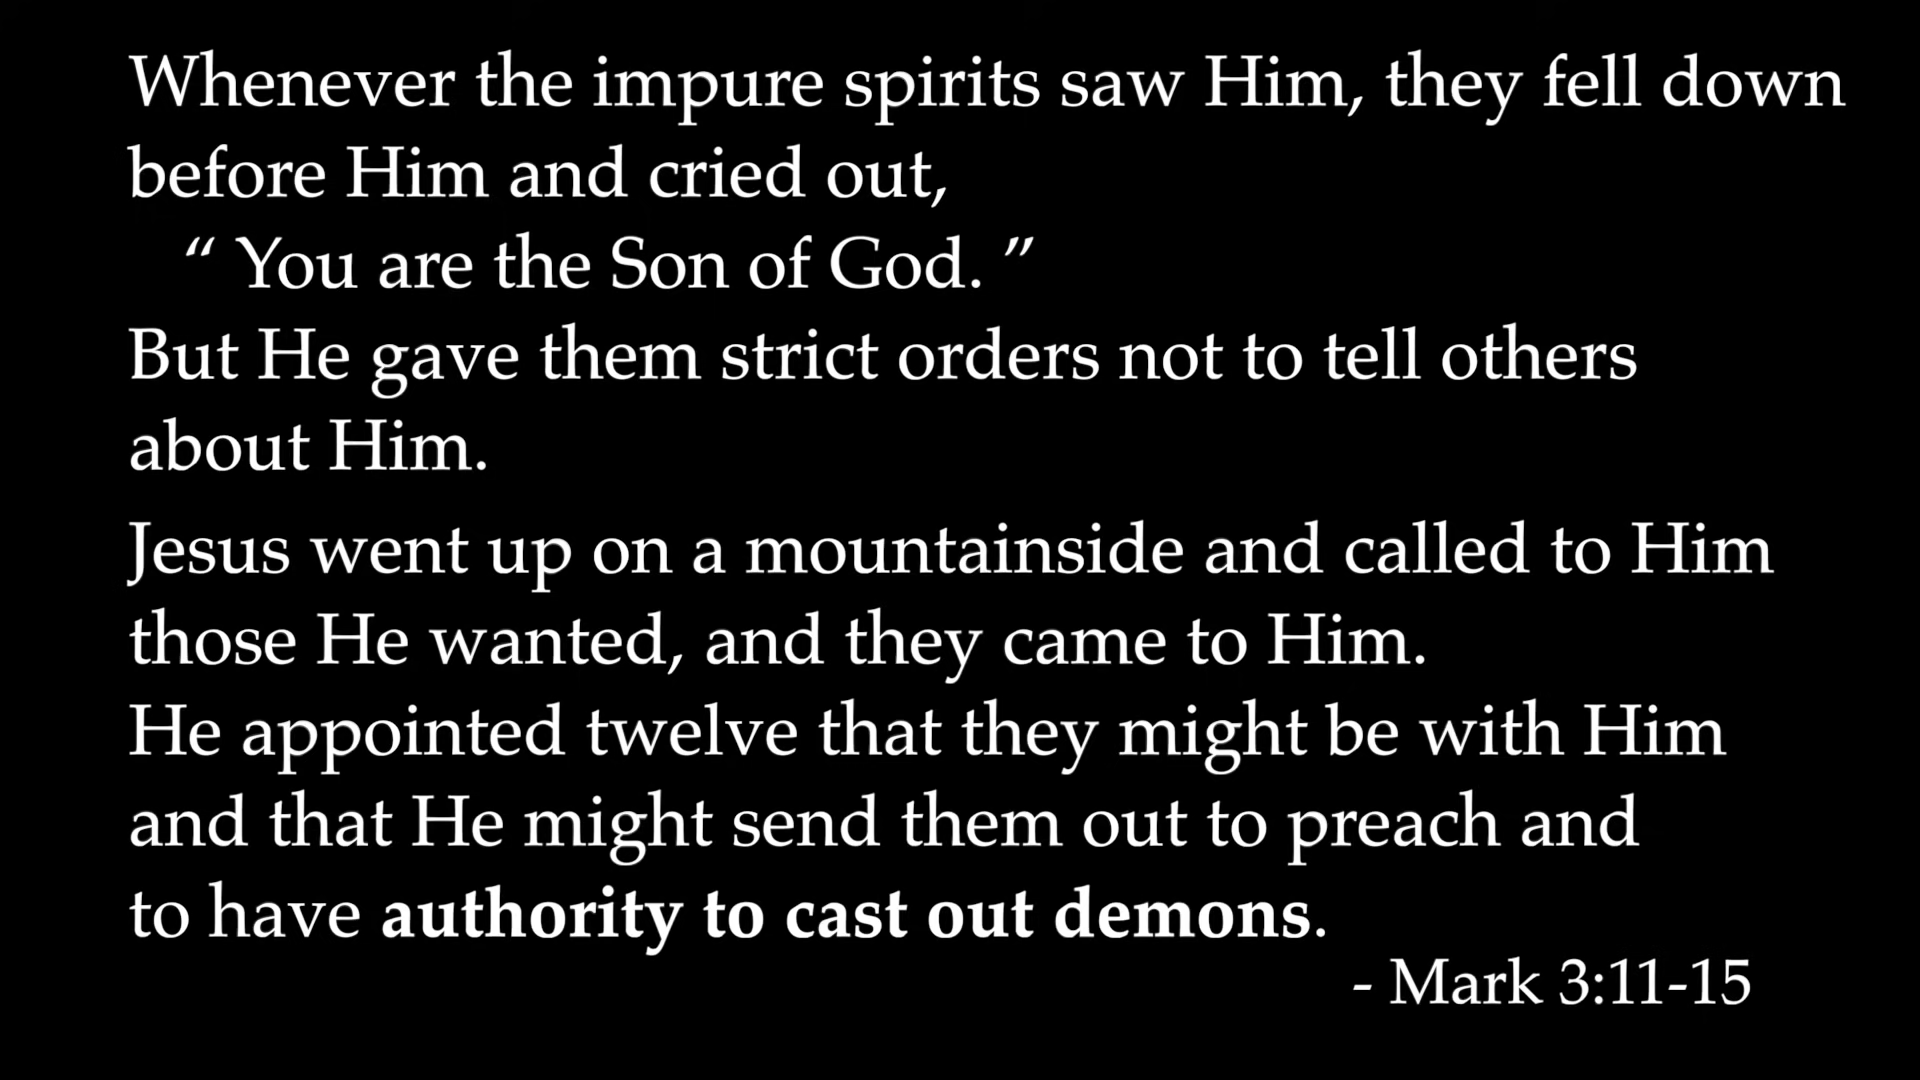 Whenever the impure spirits saw Him, they fell down
before Him and cried out,
“ You are the Son of God. ”
But He gave them strict orders not to tell others
about Him.
Jesus went up on a mountainside and called to Him
those He wanted, and they came to Him.
He appointed twelve that they might be with Him
and that He might send them out to preach and
to have authority to cast out demons.
- Mark 3:11-15